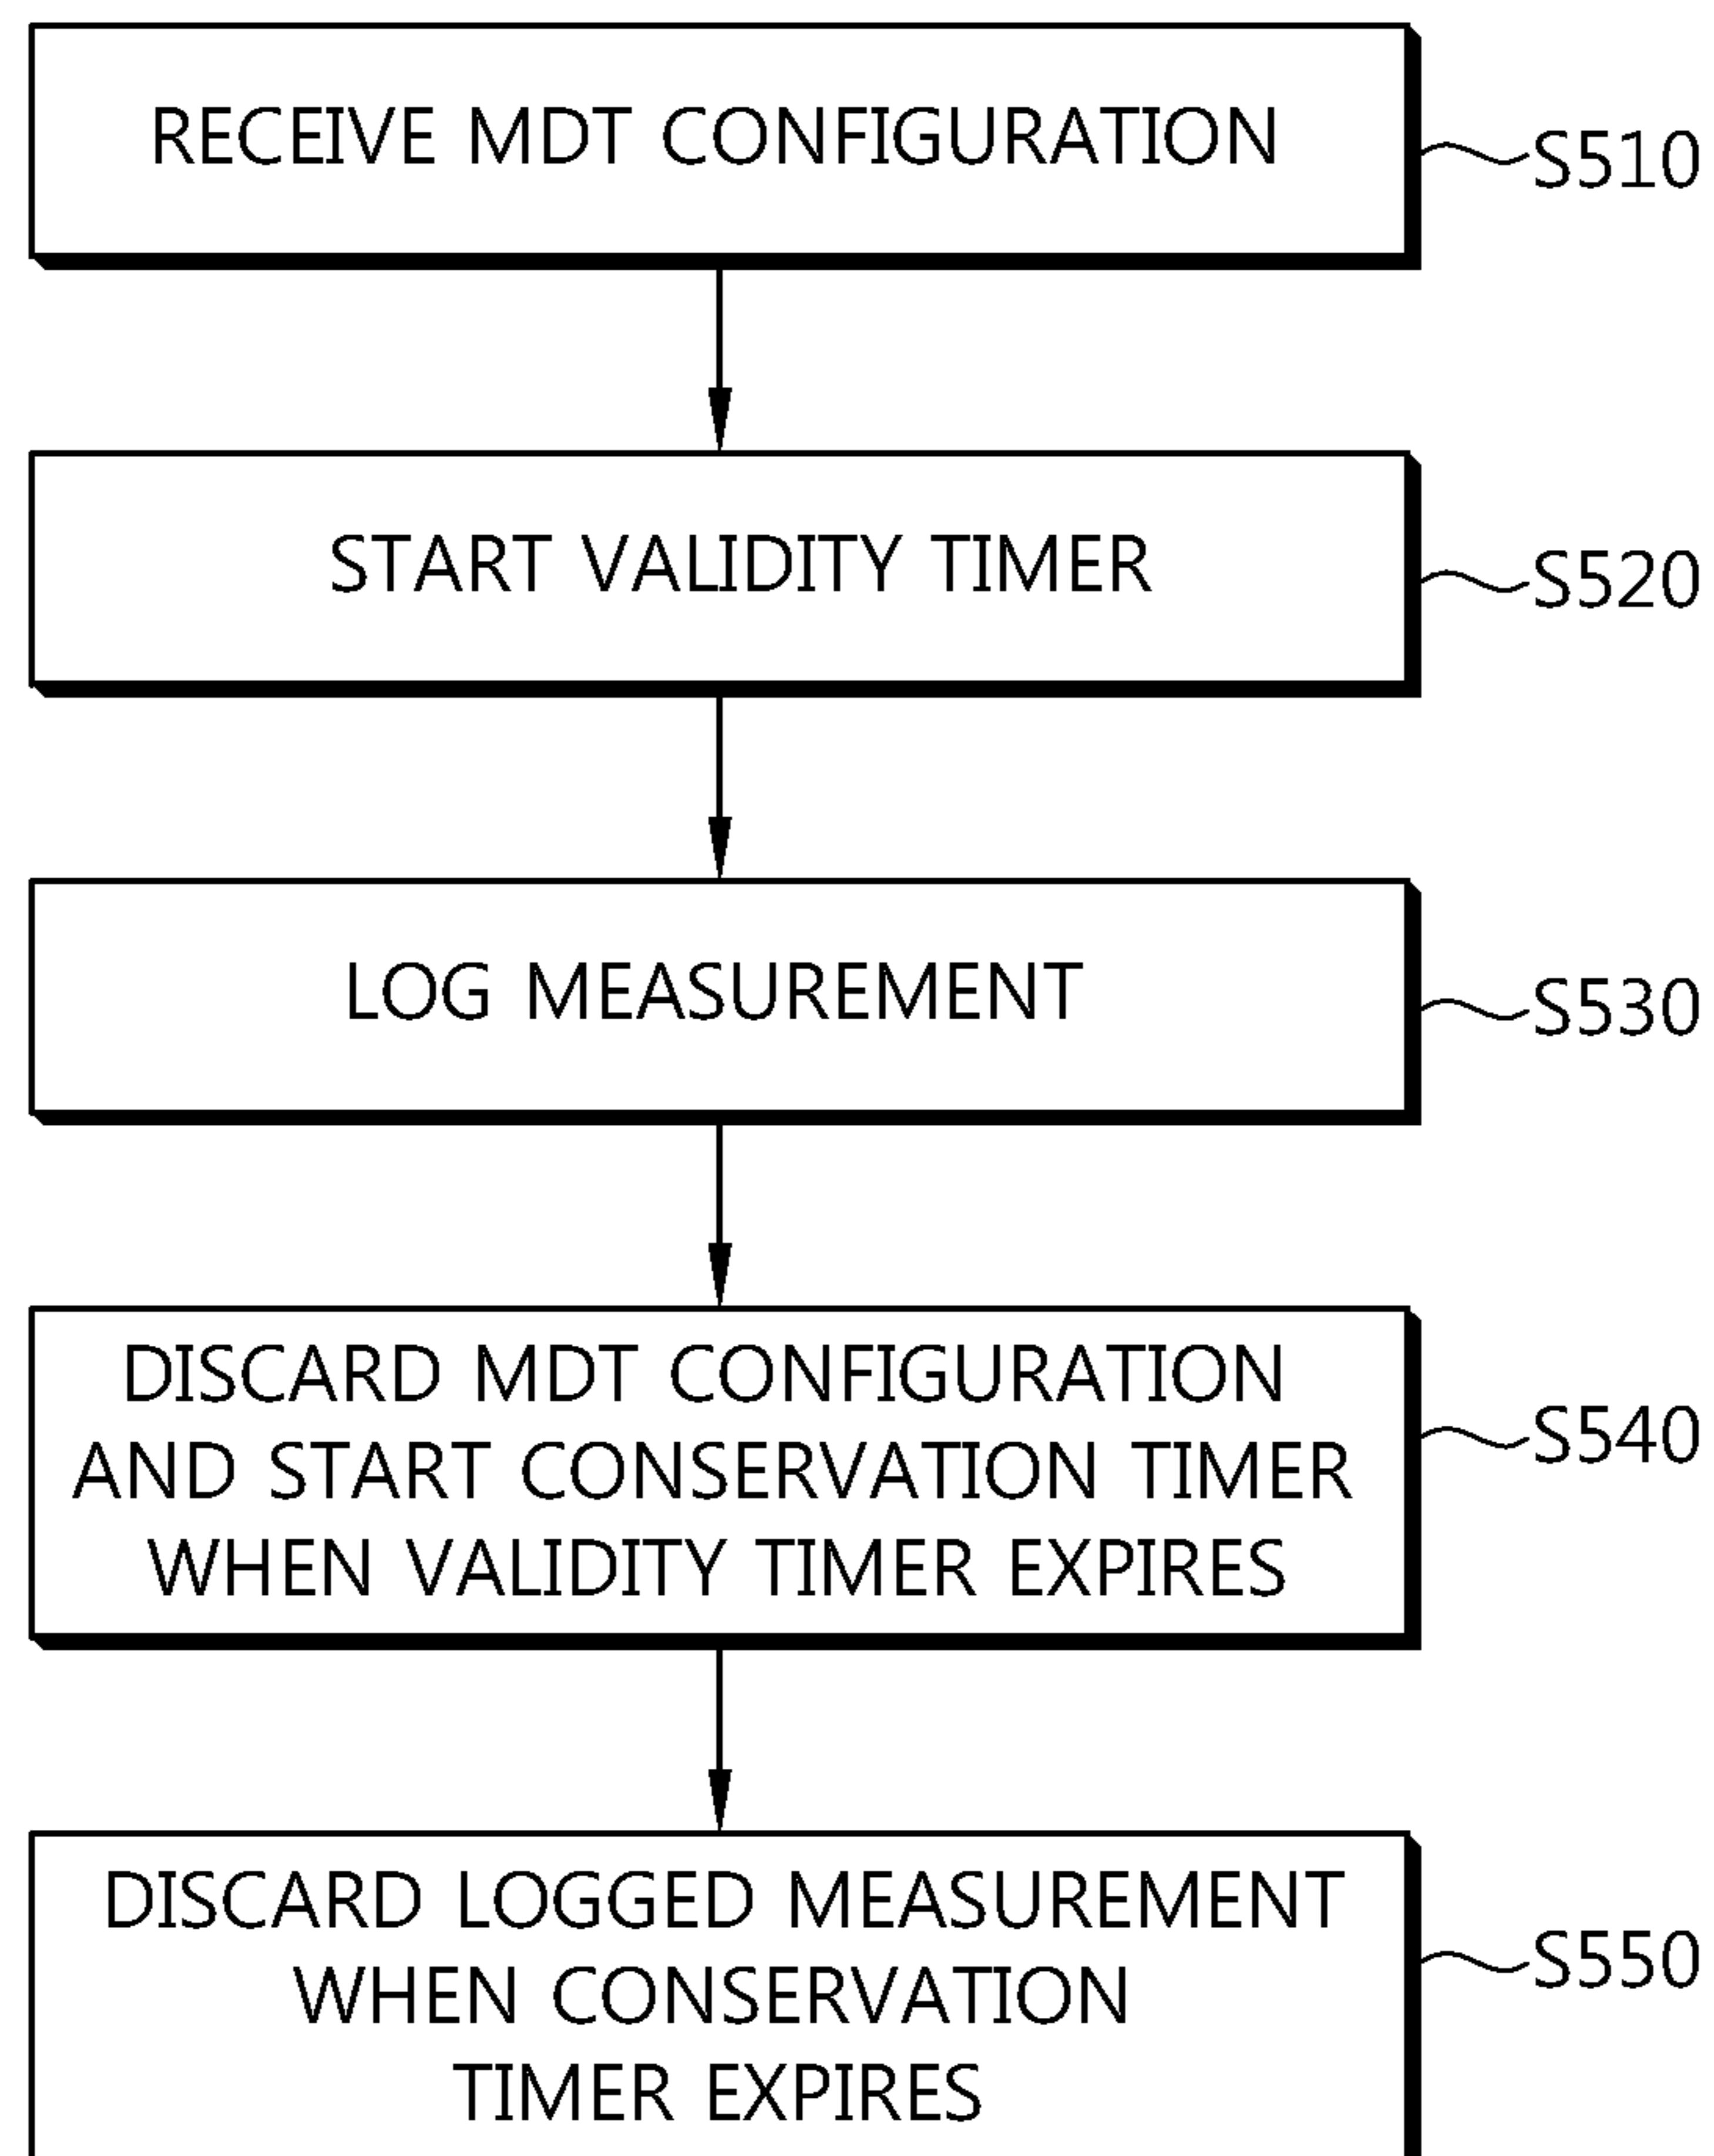 RECEIVE MDT CONFIGURATION
S510
START VALIDITY TIMER
S520
LOG MEASUREMENT
S530
DISCARD MDT CONFIGURATION
AND START CONSERVATION TIMER
WHEN VALIDITY TIMER EXPIRES
S540
DISCARD LOGGED MEASUREMENT
WHEN CONSERVATION
TIMER EXPIRES
S550